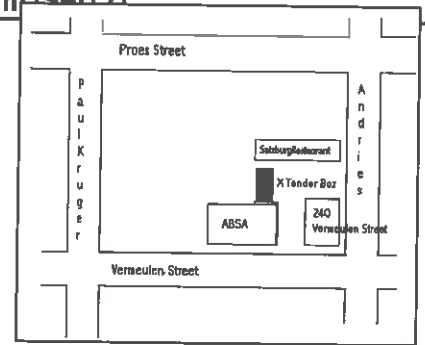 Proes Street
Paul Kruger
Andries
Salzburg Restaurant
X Tender Box
ABSA
240
Vermeulen Street
Vermeulen Street